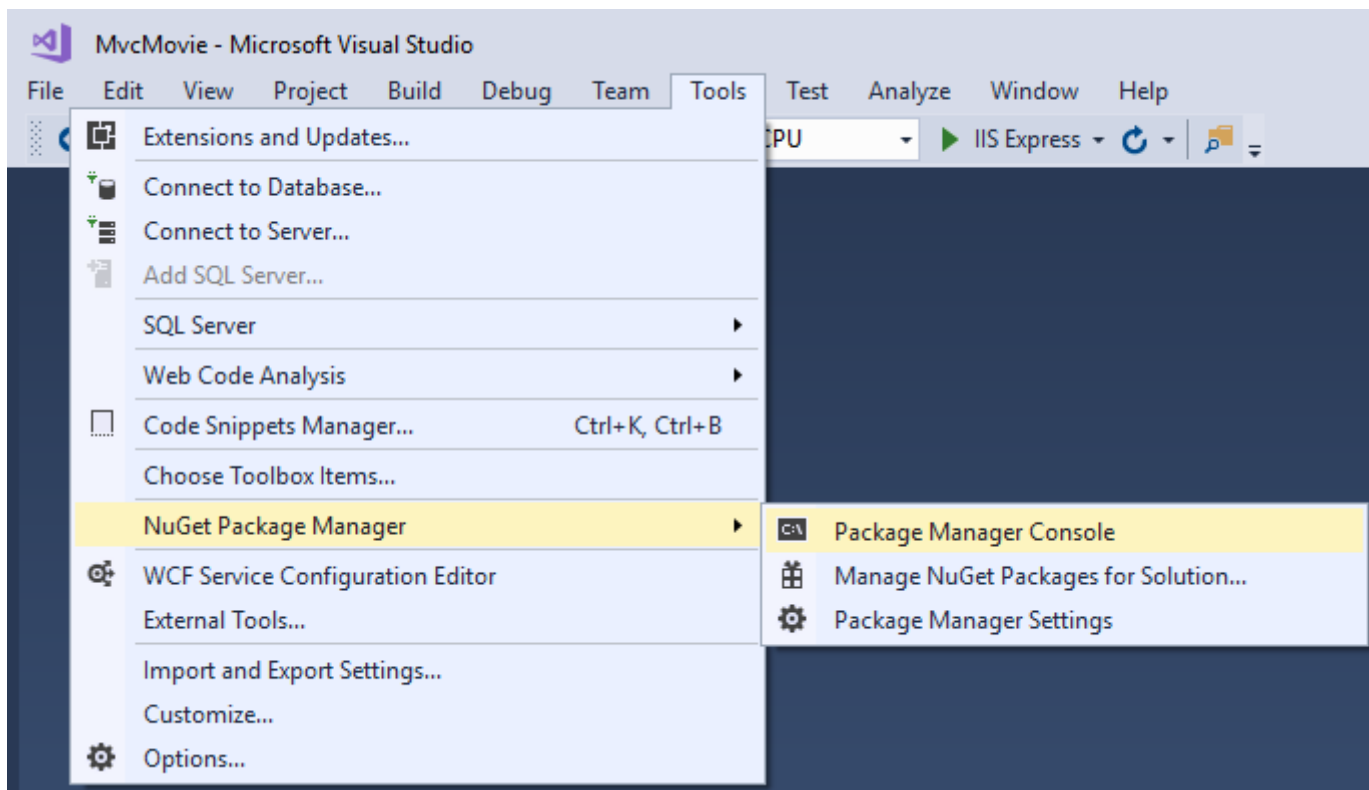 MvcMovie - Microsoft Visual Studio
File Edit View Project Build Debug Team Tools Test Analyze Window Help
Extensions and Updates...
IIS Express
Connect to Database...
Connect to Server...
Add SQL Server...
SQL Server
Web Code Analysis
Code Snippets Manager... Ctrl+K, Ctrl+B
Choose Toolbox Items...
NuGet Package Manager
C:\ Package Manager Console
Manage NuGet Packages for Solution...
Package Manager Settings
WCF Service Configuration Editor
External Tools...
Import and Export Settings...
Customize...
Options...